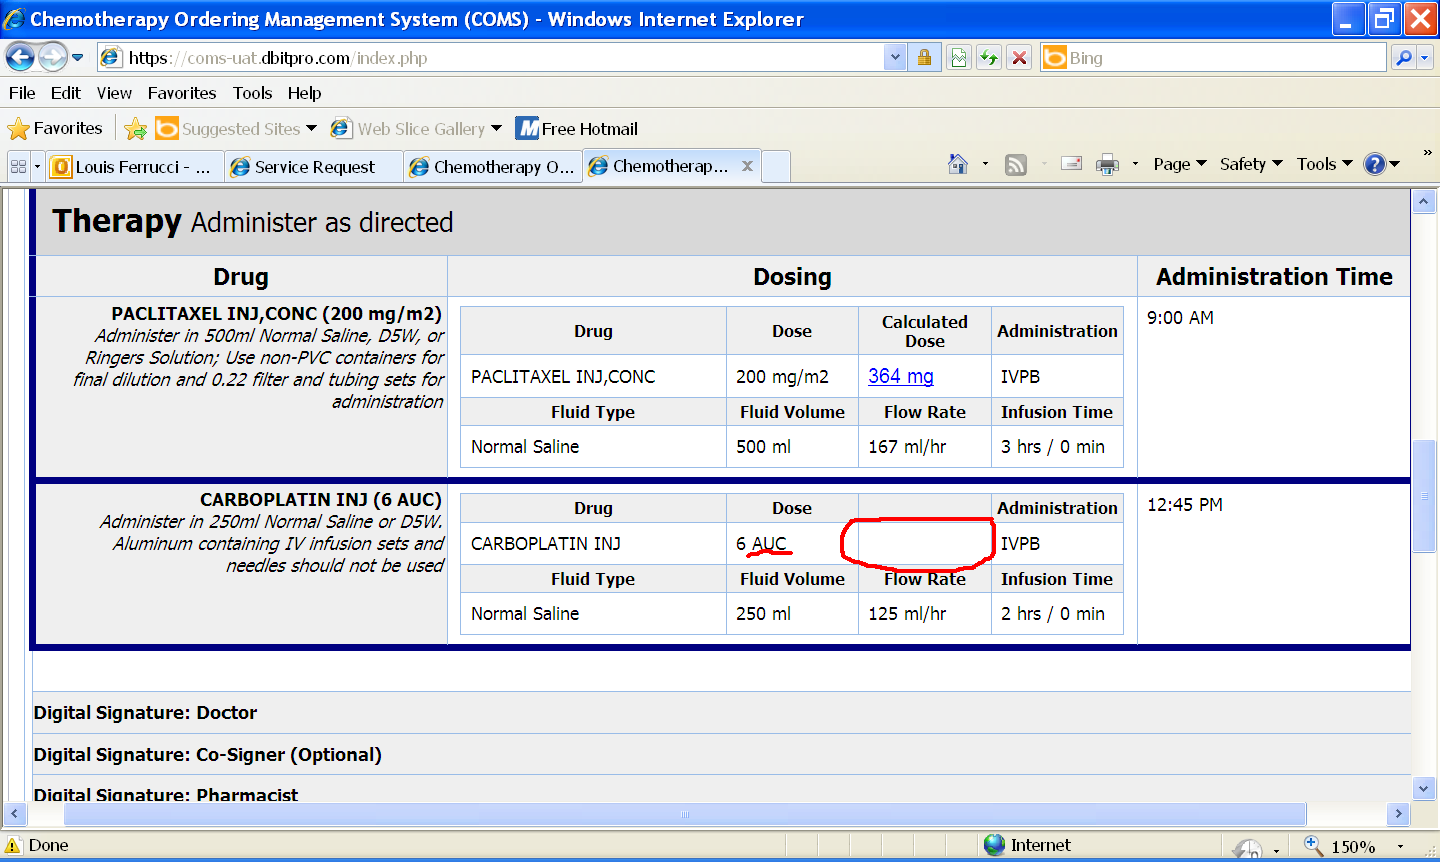 Chemotherapy Ordering Management System (COMS) - Windows Internet Explorer
https://coms-uat.dbitpro.com/index.php
Bing
File Edit View Favorites Tools Help
Favorites Suggested Sites Web Slice Gallery Free Hotmail
Louis Ferrucci - ... Service Request Chemotherapy O... Chemotherap... Page Safety Tools
Therapy Administer as directed
Drug Dosing Administration Time
PACLITAXEL INJ,CONC (200 mg/m2)
Administer in 500ml Normal Saline, D5W, or
Ringers Solution; Use non-PVC containers for
final dilution and 0.22 filter and tubing sets for
administration
Drug Dose Calculated Dose Administration
PACLITAXEL INJ,CONC 200 mg/m2 364 mg IVPB
Fluid Type Fluid Volume Flow Rate Infusion Time
Normal Saline 500 ml 167 ml/hr 3 hrs / 0 min
9:00 AM
CARBOPLATIN INJ (6 AUC)
Administer in 250ml Normal Saline or D5W.
Aluminum containing IV infusion sets and
needles should not be used
Drug Dose Administration
CARBOPLATIN INJ 6 AUC IVPB
Fluid Type Fluid Volume Flow Rate Infusion Time
Normal Saline 250 ml 125 ml/hr 2 hrs / 0 min
12:45 PM
Digital Signature: Doctor
Digital Signature: Co-Signer (Optional)
Digital Signature: Pharmacist
Done Internet 150%